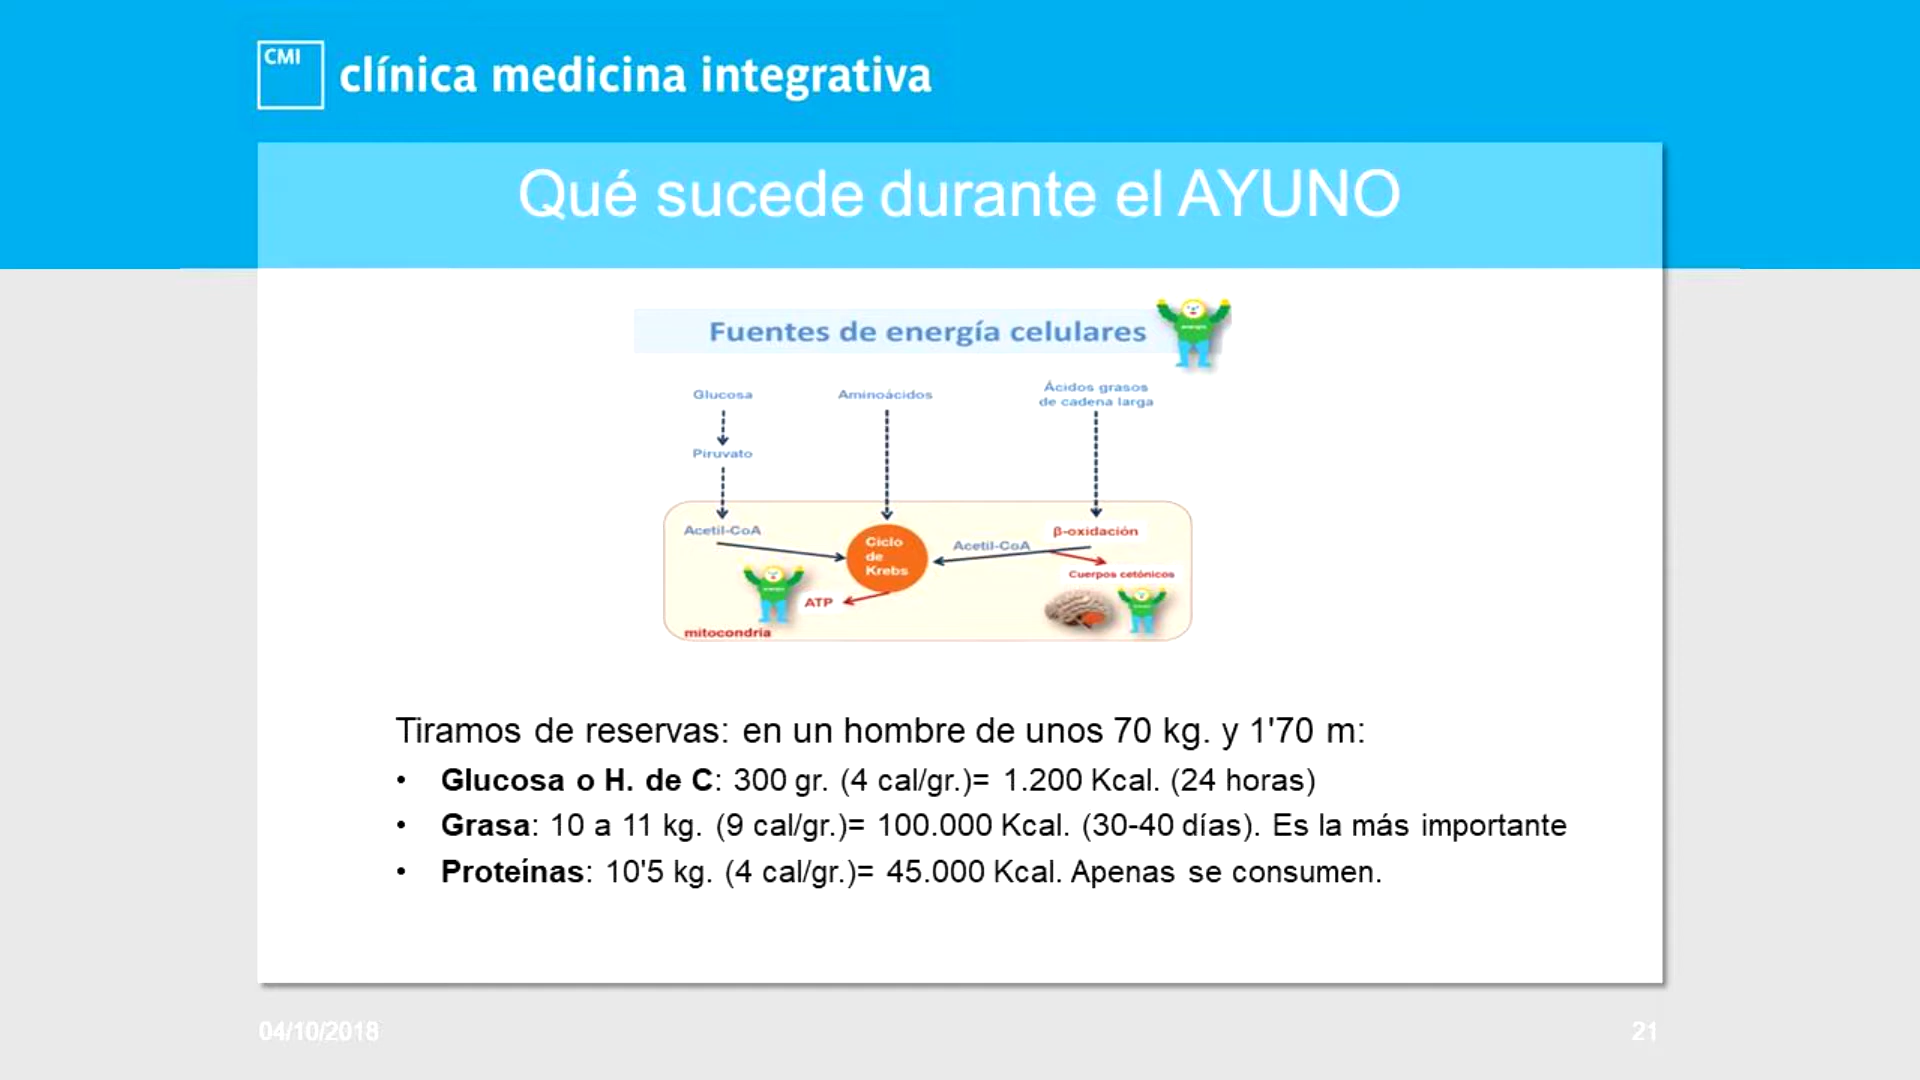 CMI
clínica medicina integrativa
Qué sucede durante el AYUNO
Fuentes de energía celulares
Glucosa
Aminoácidos
Ácidos grasos
de cadena larga
Piruvato
Acetil-CoA
Ciclo
de
Krebs
Acetil-CoA
β-oxidación
Cuerpos cetónicos
ATP
mitocondria
Tiramos de reservas: en un hombre de unos 70 kg. y 1'70 m:
• Glucosa o H. de C: 300 gr. (4 cal/gr.)= 1.200 Kcal. (24 horas)
• Grasa: 10 a 11 kg. (9 cal/gr.)= 100.000 Kcal. (30-40 días). Es la más importante
• Proteínas: 10'5 kg. (4 cal/gr.)= 45.000 Kcal. Apenas se consumen.
04/10/2018
21